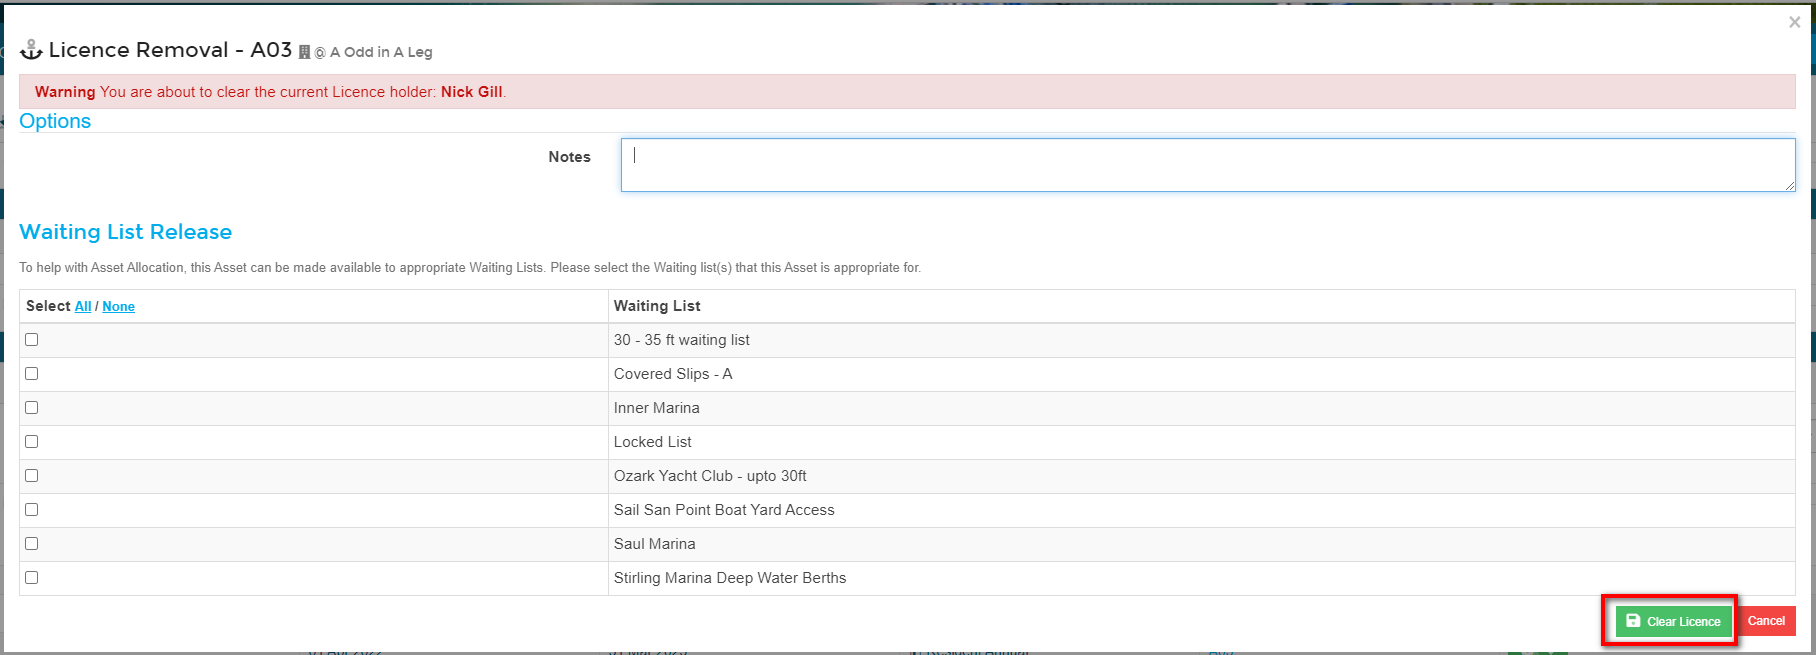 ×
Licence Removal - A03 @ A Odd in A Leg
Warning You are about to clear the current Licence holder: Nick Gill.
Options
Notes
Waiting List Release
To help with Asset Allocation, this Asset can be made available to appropriate Waiting Lists. Please select the Waiting list(s) that this Asset is appropriate for.
Select All / None Waiting List
30 - 35 ft waiting list
Covered Slips - A
Inner Marina
Locked List
Ozark Yacht Club - upto 30ft
Sail San Point Boat Yard Access
Saul Marina
Stirling Marina Deep Water Berths
Clear Licence Cancel